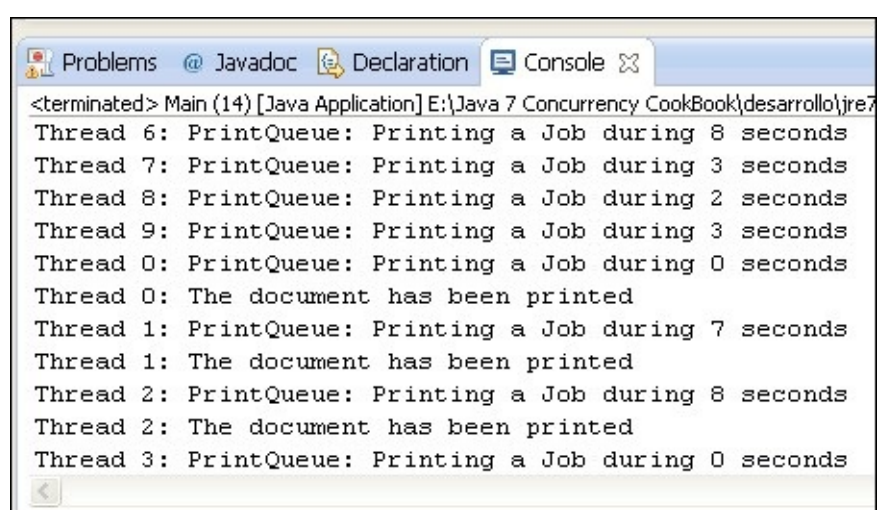 Problems @ Javadoc Declaration Console
<terminated> Main (14) [Java Application] E:\Java 7 Concurrency CookBook\desarrollo\jre7
Thread 6: PrintQueue: Printing a Job during 8 seconds
Thread 7: PrintQueue: Printing a Job during 3 seconds
Thread 8: PrintQueue: Printing a Job during 2 seconds
Thread 9: PrintQueue: Printing a Job during 3 seconds
Thread 0: PrintQueue: Printing a Job during 0 seconds
Thread 0: The document has been printed
Thread 1: PrintQueue: Printing a Job during 7 seconds
Thread 1: The document has been printed
Thread 2: PrintQueue: Printing a Job during 8 seconds
Thread 2: The document has been printed
Thread 3: PrintQueue: Printing a Job during 0 seconds